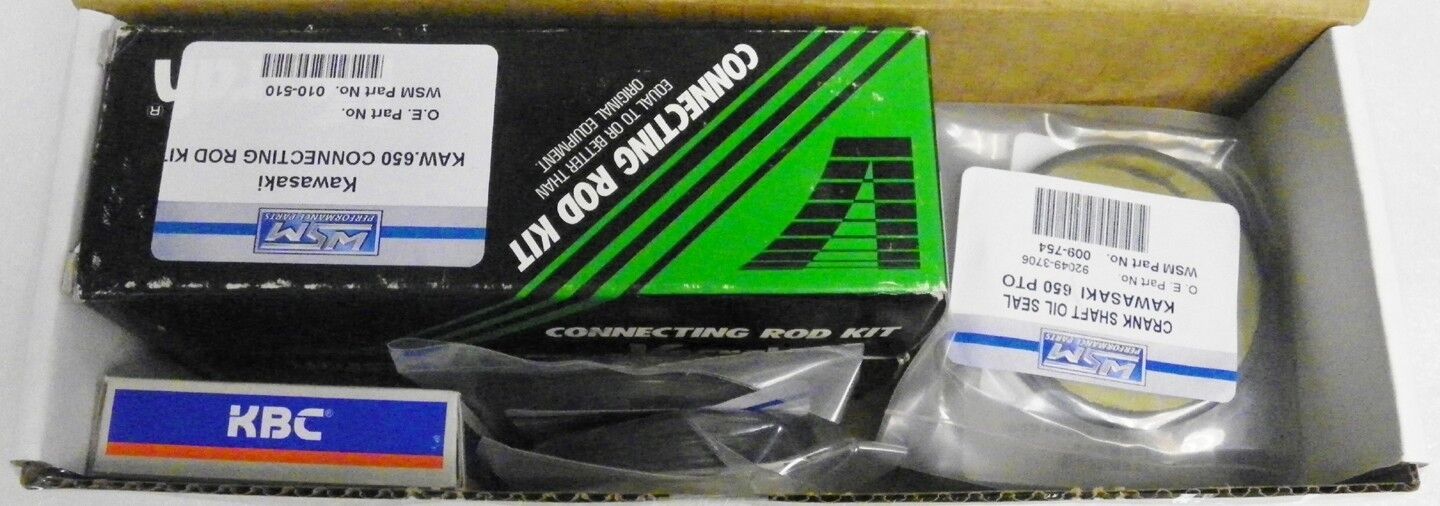 WSM
PERFORMANCE PARTS
Kawasaki
KAW.650 CONNECTING ROD KIT
O.E. Part No.
WSM Part No. 010-510
®
CONNECTING ROD KIT
EQUAL TO OR BETTER THAN
ORIGINAL EQUIPMENT.
CONNECTING ROD KIT
KBC®
WSM
PERFORMANCE PARTS
CRANK SHAFT OIL SEAL
KAWASAKI 650 PTO
O.E. Part No. 92049-3706
WSM Part No. 009-754